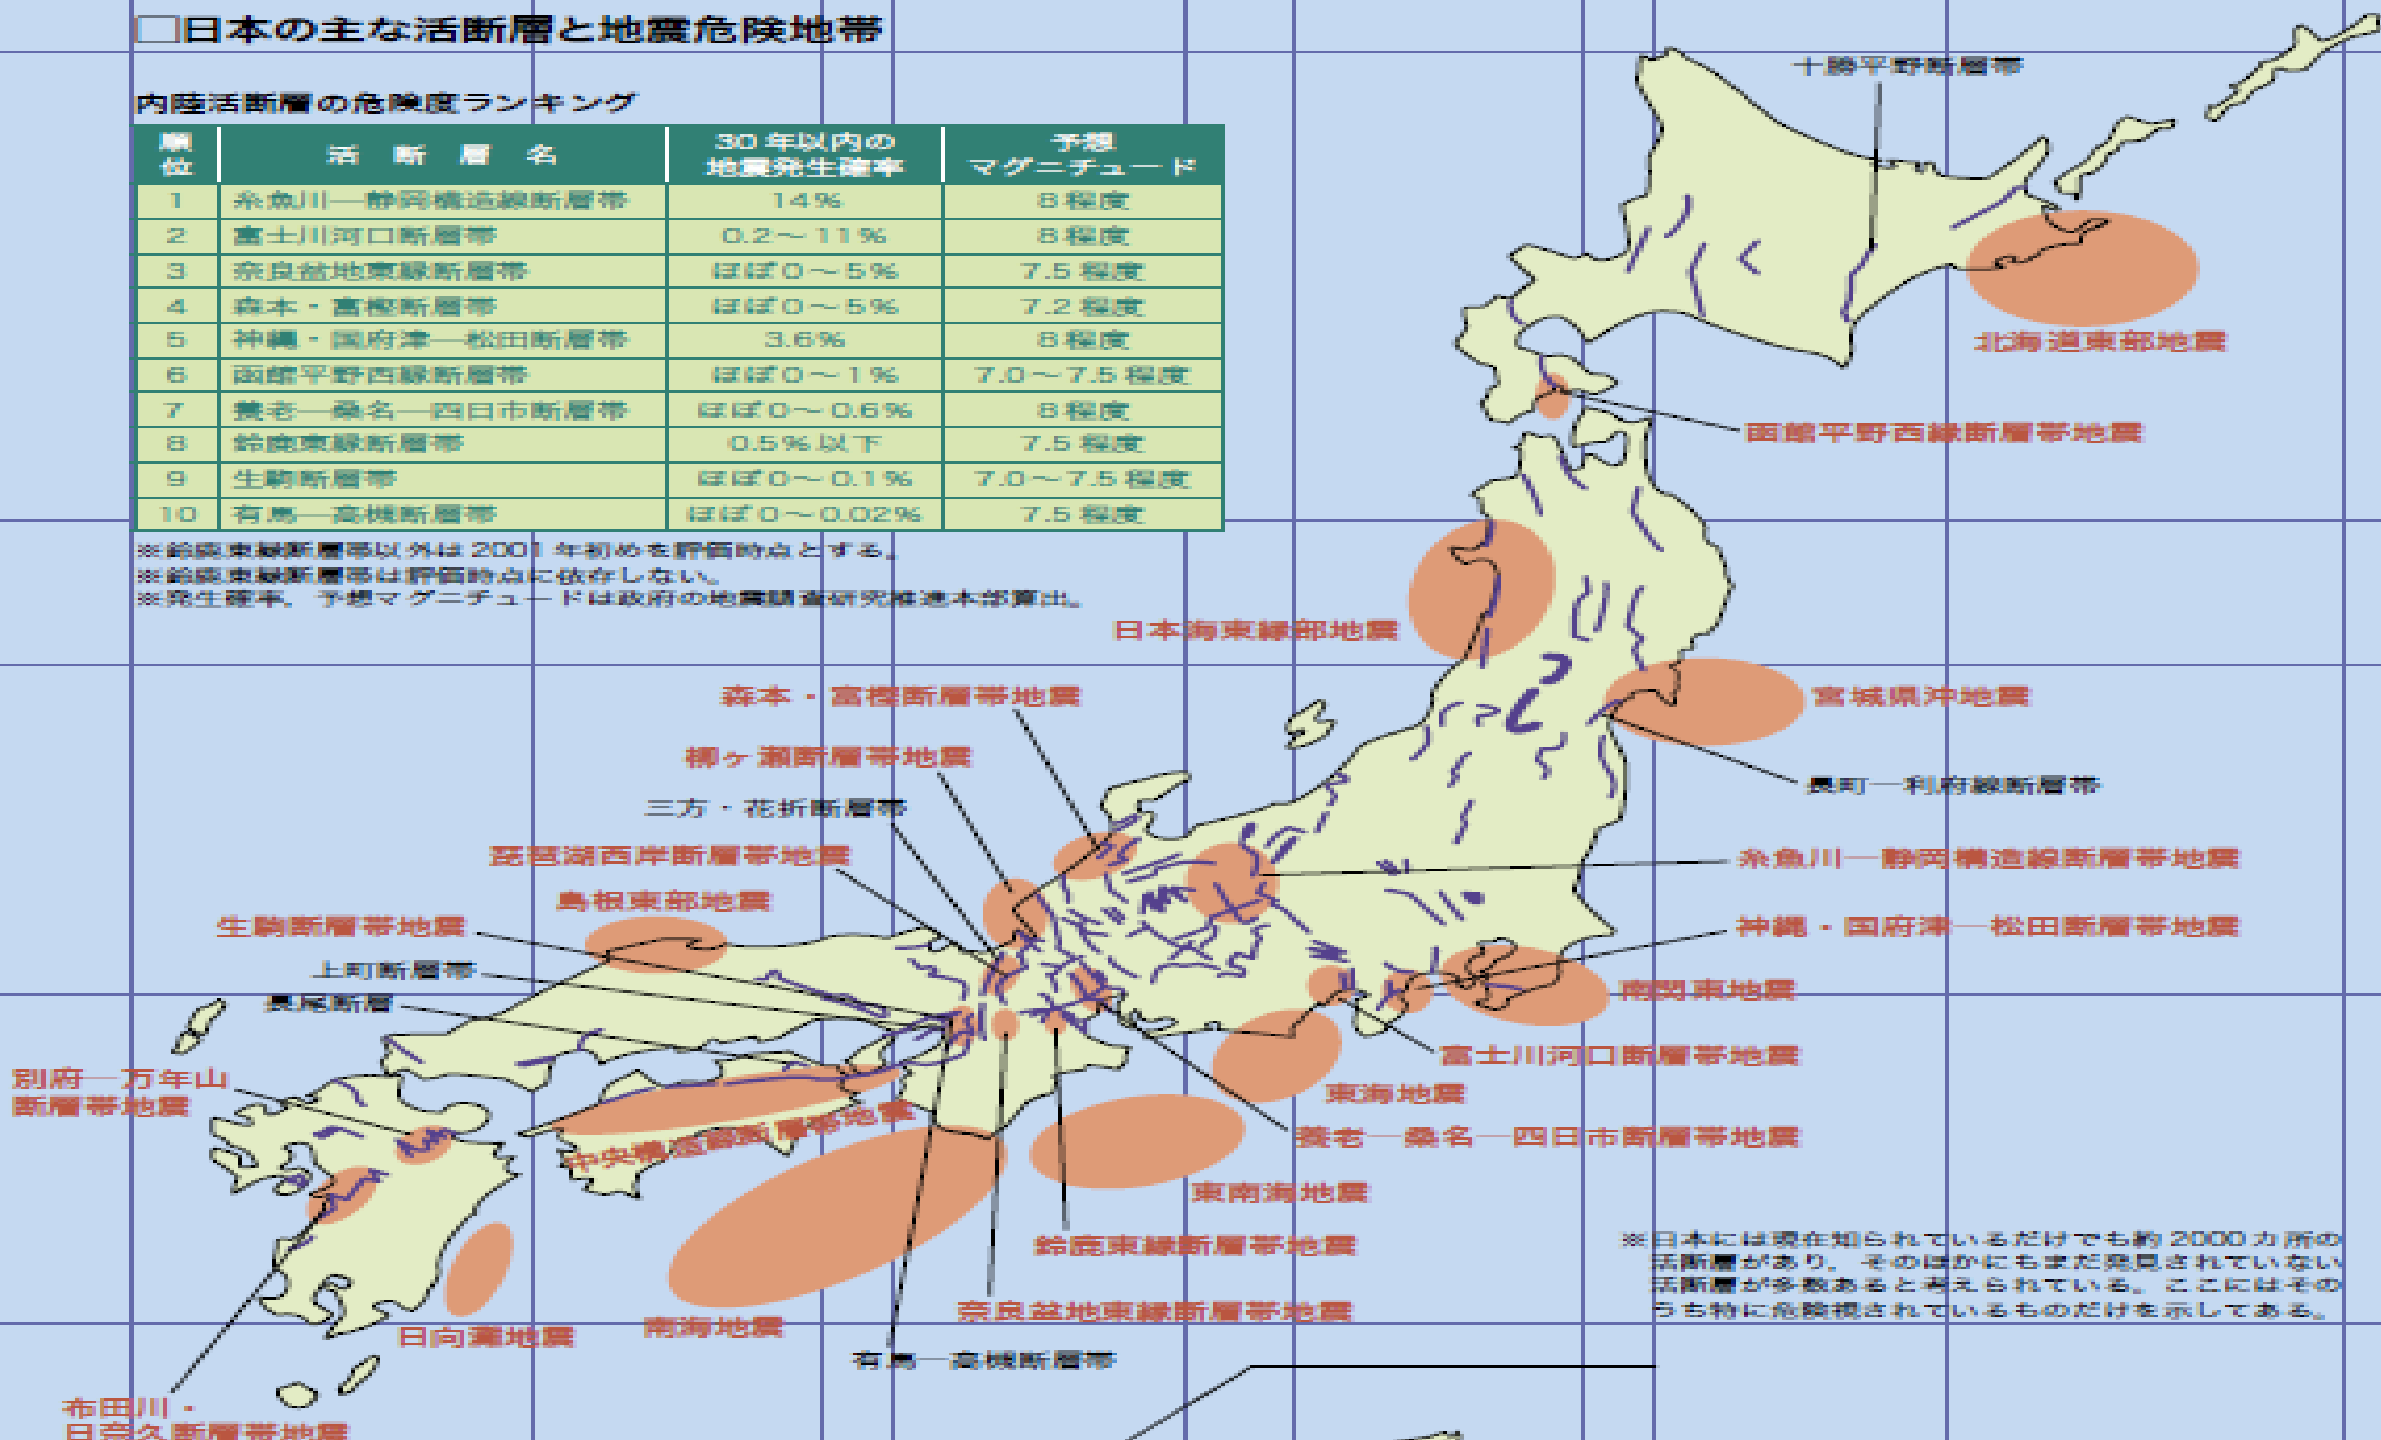 □日本の主な活断層と地震危険地帯
内陸活断層の危険度ランキング
順位 活断層名 30年以内の地震発生確率 予想マグニチュード
1 糸魚川―静岡構造線断層帯 14% 8程度
2 富士川河口断層帯 0.2～11% 8程度
3 奈良盆地東縁断層帯 ほぼ0～5% 7.5程度
4 森本・富樫断層帯 ほぼ0～5% 7.2程度
5 神縄・国府津―松田断層帯 3.6% 8程度
6 函館平野西縁断層帯 ほぼ0～1% 7.0～7.5程度
7 養老―桑名―四日市断層帯 ほぼ0～0.6% 8程度
8 鈴鹿東縁断層帯 0.5%以下 7.5程度
9 生駒断層帯 ほぼ0～0.1% 7.0～7.5程度
10 有馬―高槻断層帯 ほぼ0～0.02% 7.5程度
※鈴鹿東縁断層帯以外は2001年初めを評価時点とする。
※鈴鹿東縁断層帯は評価時点に依存しない。
※発生確率，予想マグニチュードは政府の地震調査研究推進本部算出。
十勝平野断層帯
北海道東部地震
函館平野西縁断層帯地震
日本海東縁部地震
森本・富樫断層帯地震
宮城県沖地震
柳ヶ瀬断層帯地震
長町―利府線断層帯
三方・花折断層帯
琵琶湖西岸断層帯地震
糸魚川―静岡構造線断層帯地震
島根東部地震
生駒断層帯地震
神縄・国府津―松田断層帯地震
上町断層帯
南関東地震
長尾断層
富士川河口断層帯地震
別府―万年山
断層帯地震
東海地震
中央構造線断層帯地震
養老―桑名―四日市断層帯地震
東南海地震
鈴鹿東縁断層帯地震
奈良盆地東縁断層帯地震
日向灘地震
南海地震
有馬―高槻断層帯
布田川・
日奈久断層帯地震
※日本には現在知られているだけでも約2000カ所の
活断層があり，そのほかにもまだ発見されていない
活断層が多数あると考えられている。ここにはその
うち特に危険視されているものだけを示してある。